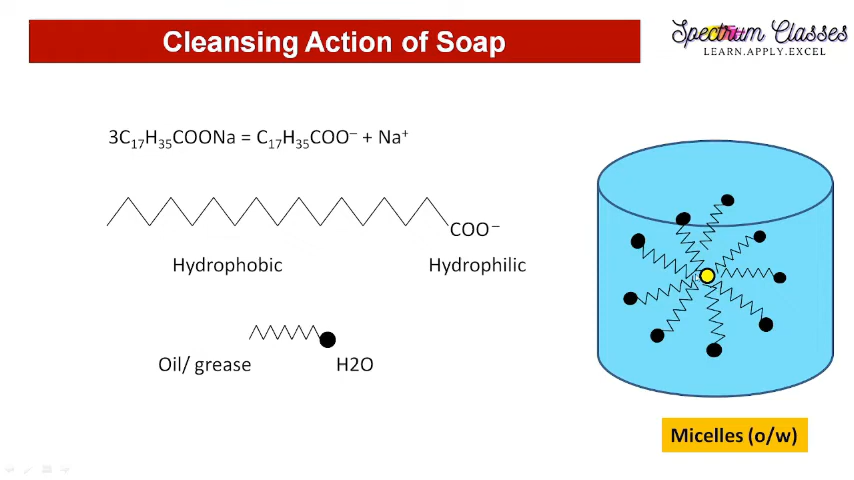 Cleansing Action of Soap
Spectrum Classes
LEARN.APPLY.EXCEL
3C₁₇H₃₅COONa = C₁₇H₃₅COO⁻ + Na⁺
COO⁻
Hydrophobic Hydrophilic
Oil/ grease H2O
Micelles (o/w)